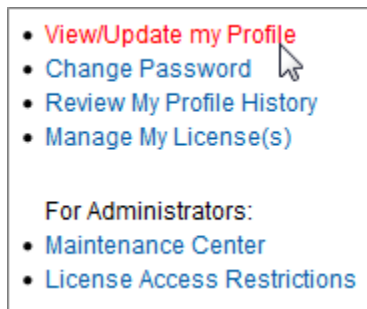 View/Update my Profile
Change Password
Review My Profile History
Manage My License(s)
For Administrators:
Maintenance Center
License Access Restrictions